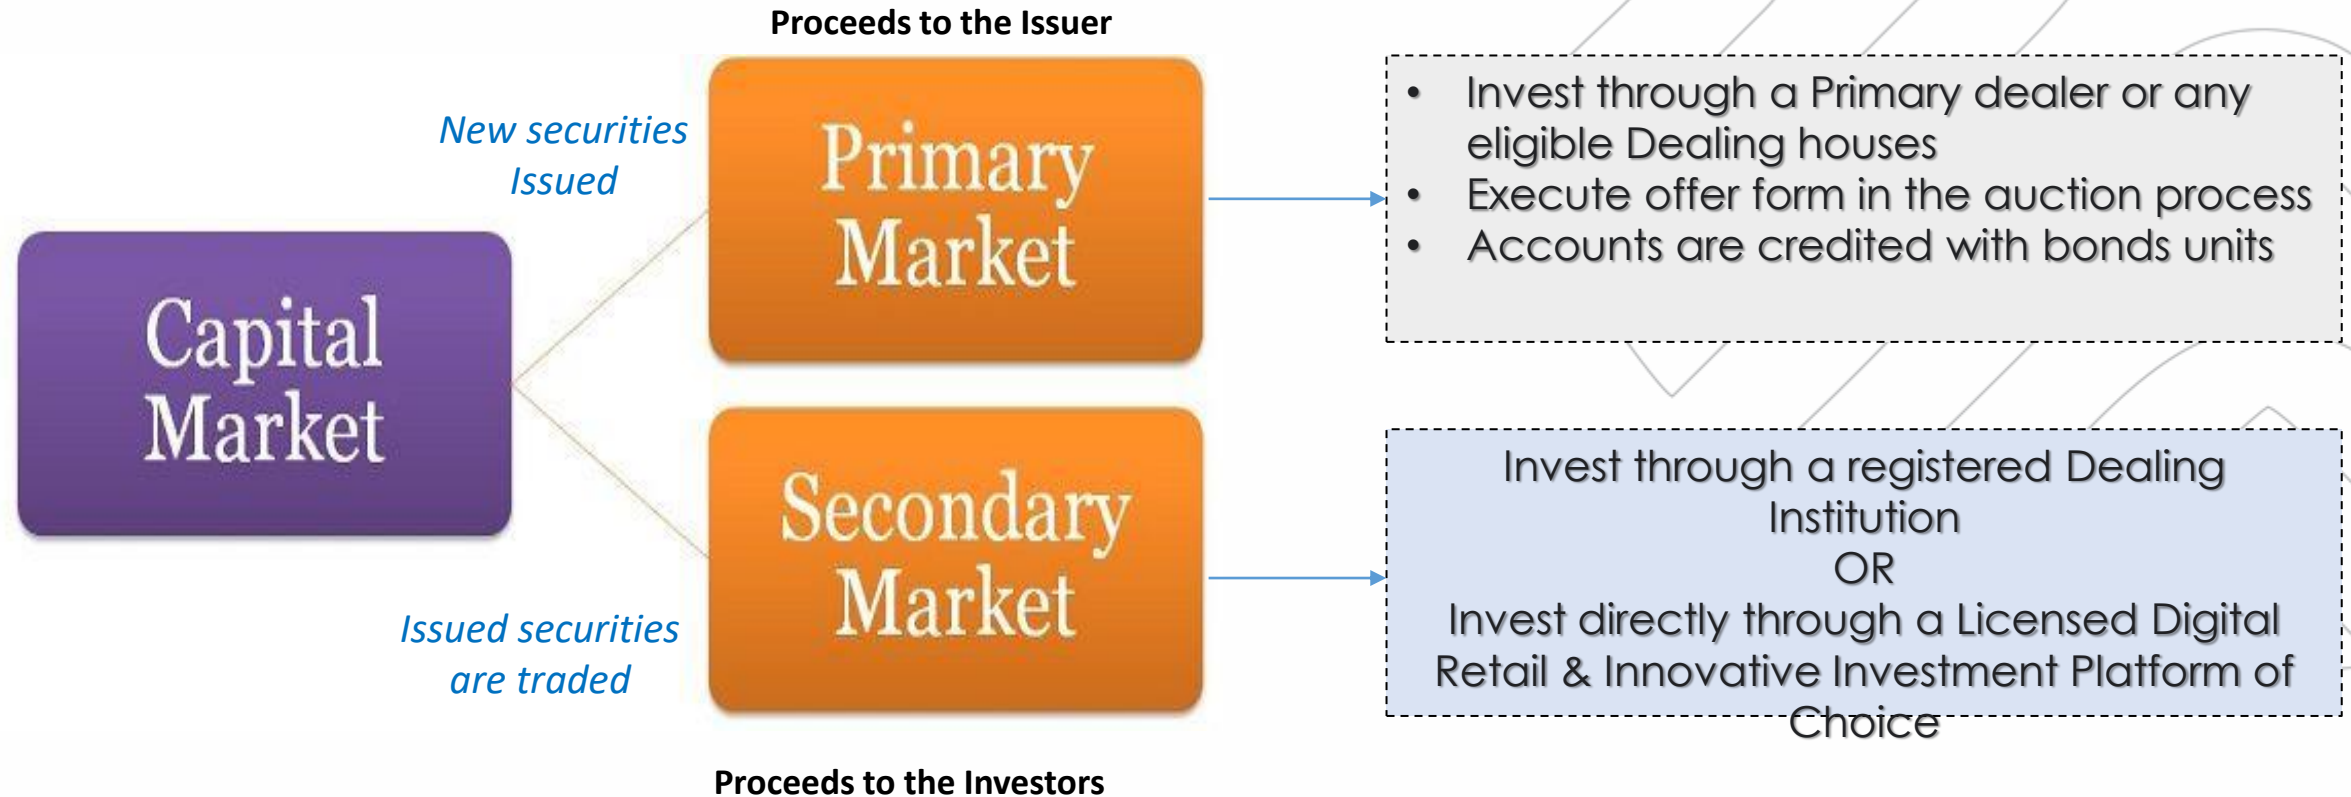 Proceeds to the Issuer
New securities
Issued
Primary
Market
• Invest through a Primary dealer or any
eligible Dealing houses
• Execute offer form in the auction process
• Accounts are credited with bonds units
Capital
Market
Secondary
Market
Issued securities
are traded
Invest through a registered Dealing
Institution
OR
Invest directly through a Licensed Digital
Retail & Innovative Investment Platform of
Choice
Proceeds to the Investors